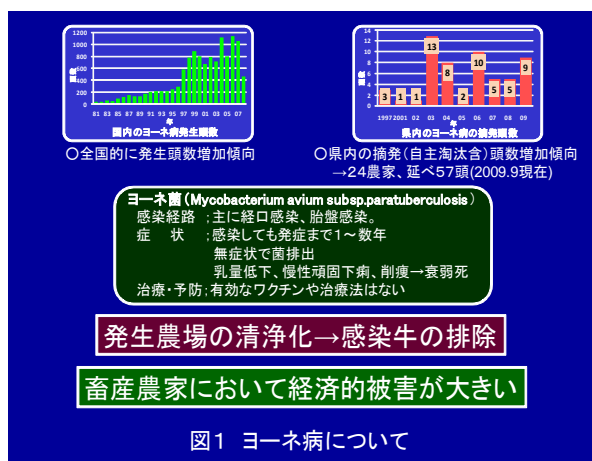 1200
1000
800
600
400
200
0
頭数
81 83 85 87 89 91 93 95 97 99 01 03 05 07
年
国内のヨーネ病発生頭数
14
12
10
8
6
4
2
0
頭数
3 1 1 13 8 2 10 5 5 9
1997 2001 02 03 04 05 06 07 08 09
年
県内のヨーネ病の摘発頭数
○全国的に発生頭数増加傾向
○県内の摘発(自主淘汰含)頭数増加傾向
→24農家、延べ57頭(2009.9現在)
ヨーネ菌(Mycobacterium avium subsp.paratuberculosis)
感染経路 ;主に経口感染、胎盤感染。
症 状 ;感染しても発症まで1~数年
無症状で菌排出
乳量低下、慢性頑固下痢、削痩→衰弱死
治療・予防;有効なワクチンや治療法はない
発生農場の清浄化→感染牛の排除
畜産農家において経済的被害が大きい
図1 ヨーネ病について